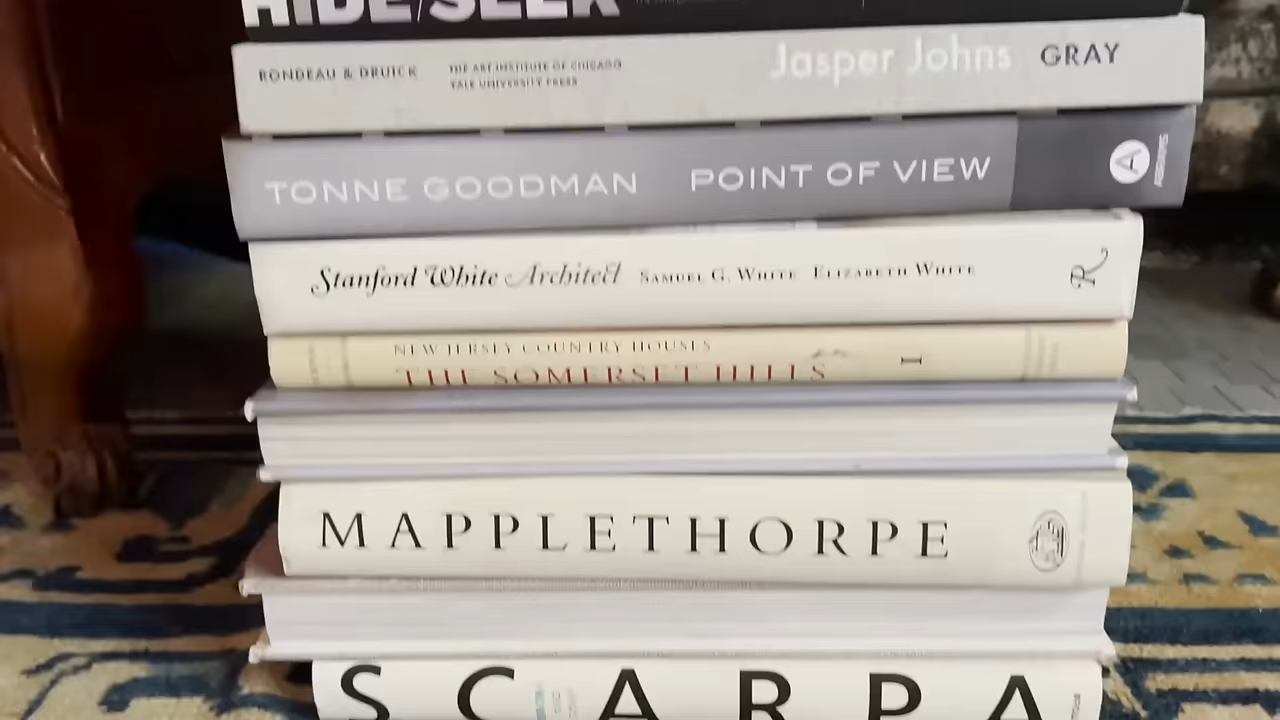 HIDE/SEEK
RONDEAU & DRUICK THE ART INSTITUTE OF CHICAGO Jasper Johns GRAY
YALE UNIVERSITY PRESS
TONNE GOODMAN POINT OF VIEW A ABRAMS
Stanford White Architect SAMUEL G. WHITE ELIZABETH WHITE R
NEW JERSEY COUNTRY HOUSES
THE SOMERSET HILLS I
MAPPLETHORPE
SCARPA